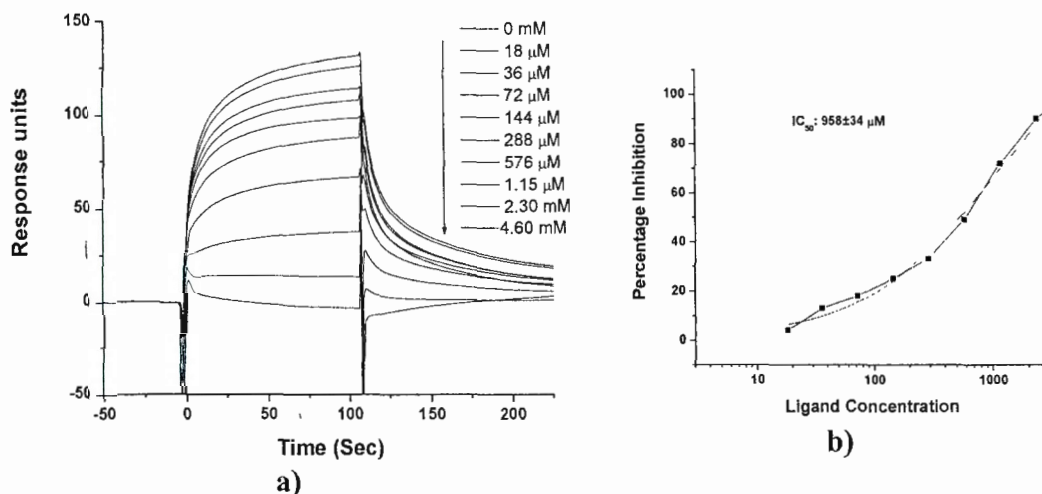 Response units
150
100
50
0
-50
-50
0
50
100
150
200
Time (Sec)
0 mM
18 µM
36 µM
72 µM
144 µM
288 µM
576 µM
1.15 µM
2.30 mM
4.60 mM
a)
Percentage Inhibition
100
80
60
40
20
0
10
100
1000
Ligand Concentration
IC50: 958±34 µM
b)